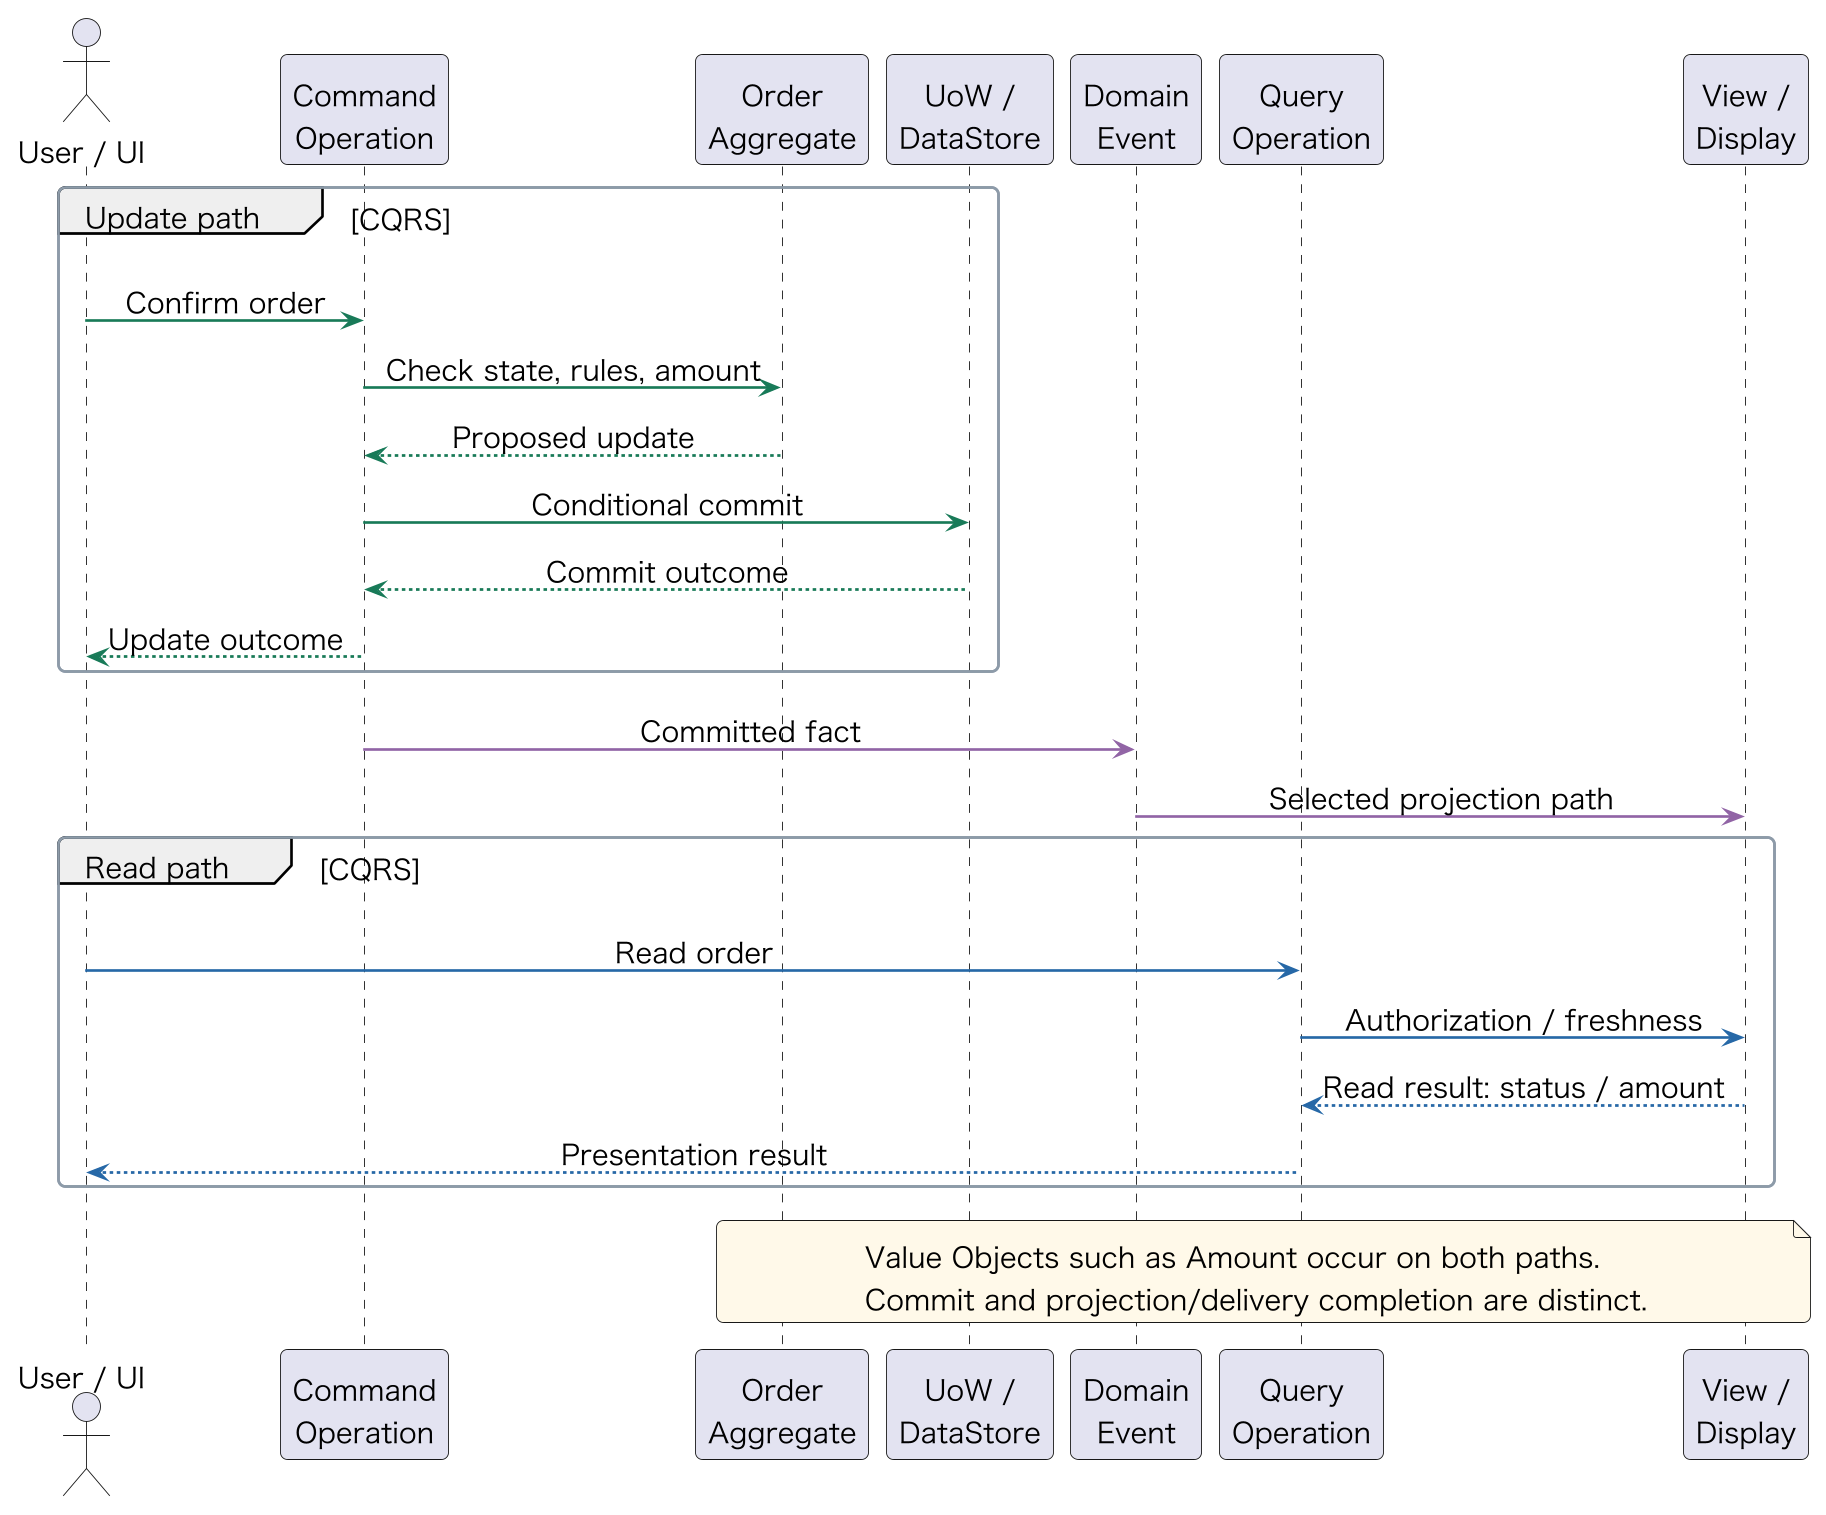 User / UI
Command
Operation
Order
Aggregate
UoW /
DataStore
Domain
Event
Query
Operation
View /
Display
Update path
[CQRS]
Confirm order
Check state, rules, amount
Proposed update
Conditional commit
Commit outcome
Update outcome
Committed fact
Selected projection path
Read path
[CQRS]
Read order
Authorization / freshness
Read result: status / amount
Presentation result
Value Objects such as Amount occur on both paths.
Commit and projection/delivery completion are distinct.
User / UI
Command
Operation
Order
Aggregate
UoW /
DataStore
Domain
Event
Query
Operation
View /
Display